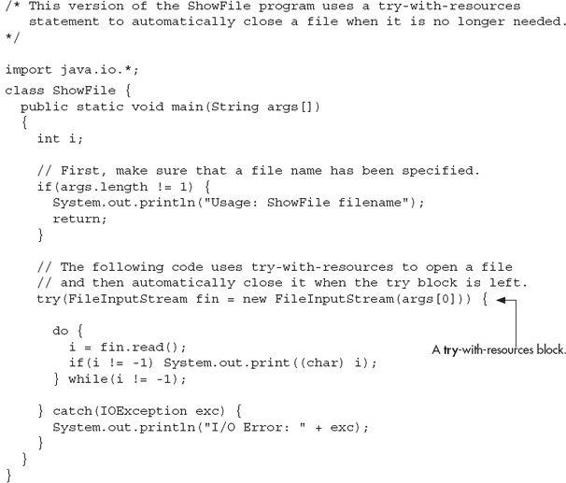 /* This version of the ShowFile program uses a try-with-resources
   statement to automatically close a file when it is no longer needed.
*/

import java.io.*;
class ShowFile {
  public static void main(String args[])
  {
    int i;

    // First, make sure that a file name has been specified.
    if(args.length != 1) {
      System.out.println("Usage: ShowFile filename");
      return;
    }

    // The following code uses try-with-resources to open a file
    // and then automatically close it when the try block is left.
    try(FileInputStream fin = new FileInputStream(args[0])) {

      do {
        i = fin.read();
A try-with-resources block.
        if(i != -1) System.out.print((char) i);
      } while(i != -1);

    } catch(IOException exc) {
      System.out.println("I/O Error: " + exc);
    }
  }
}